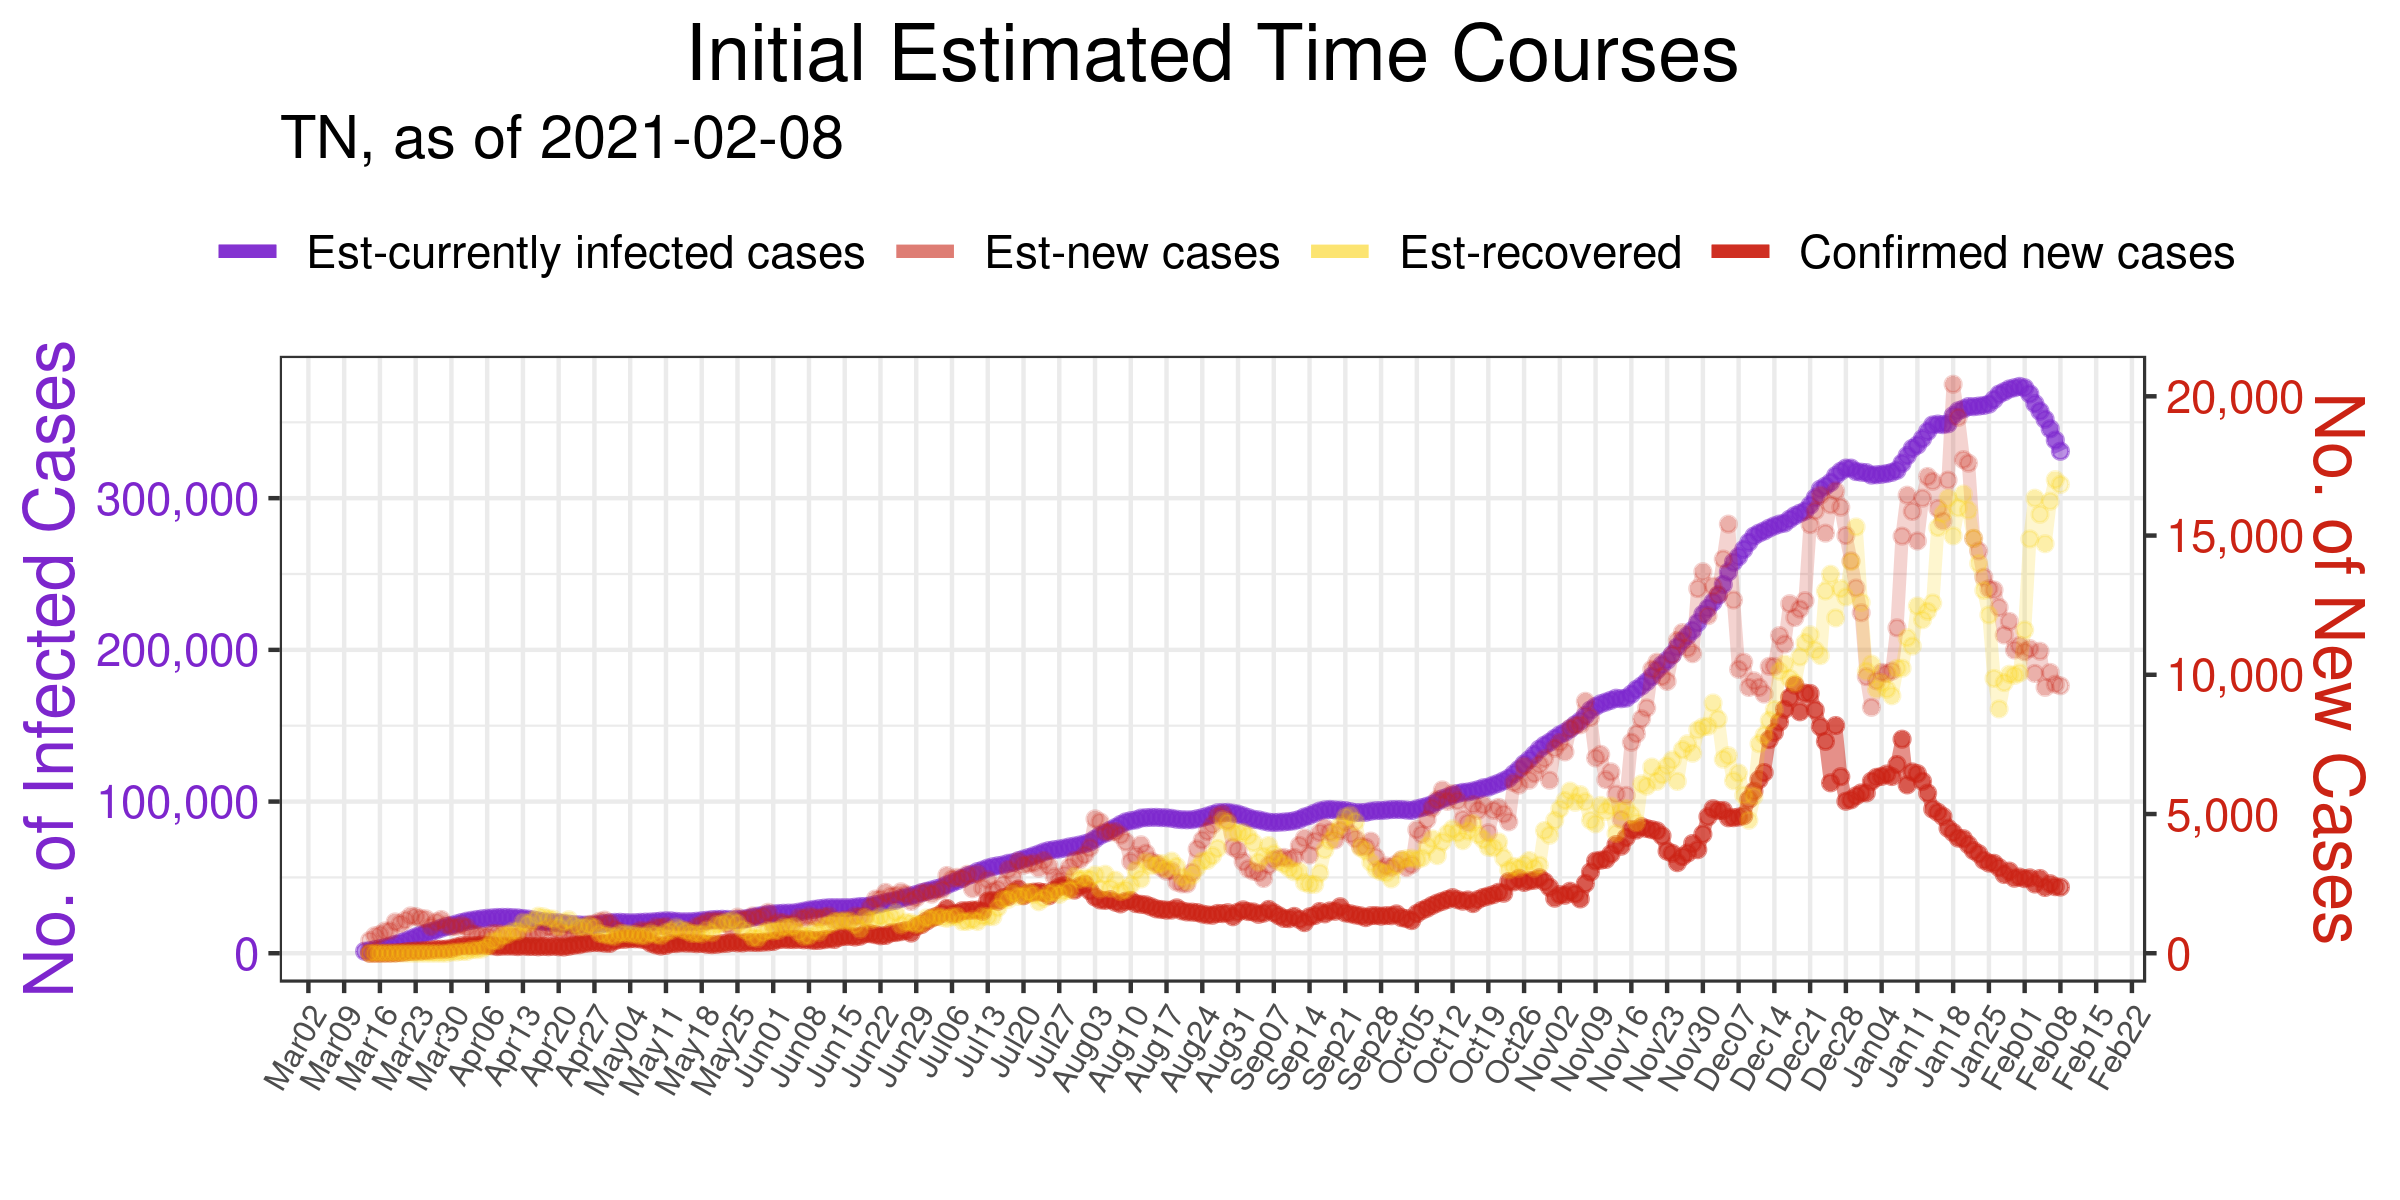 Initial Estimated Time Courses
TN, as of 2021-02-08
Est-currently infected cases
Est-new cases
Est-recovered
Confirmed new cases
No. of Infected Cases
300,000
200,000
100,000
0
20,000
15,000
10,000
5,000
0
No. of New Cases
Mar02
Mar09
Mar16
Mar23
Mar30
Apr06
Apr13
Apr20
Apr27
May04
May11
May18
May25
Jun01
Jun08
Jun15
Jun22
Jun29
Jul06
Jul13
Jul20
Jul27
Aug03
Aug10
Aug17
Aug24
Aug31
Sep07
Sep14
Sep21
Sep28
Oct05
Oct12
Oct19
Oct26
Nov02
Nov09
Nov16
Nov23
Nov30
Dec07
Dec14
Dec21
Dec28
Jan04
Jan11
Jan18
Jan25
Feb01
Feb08
Feb15
Feb22